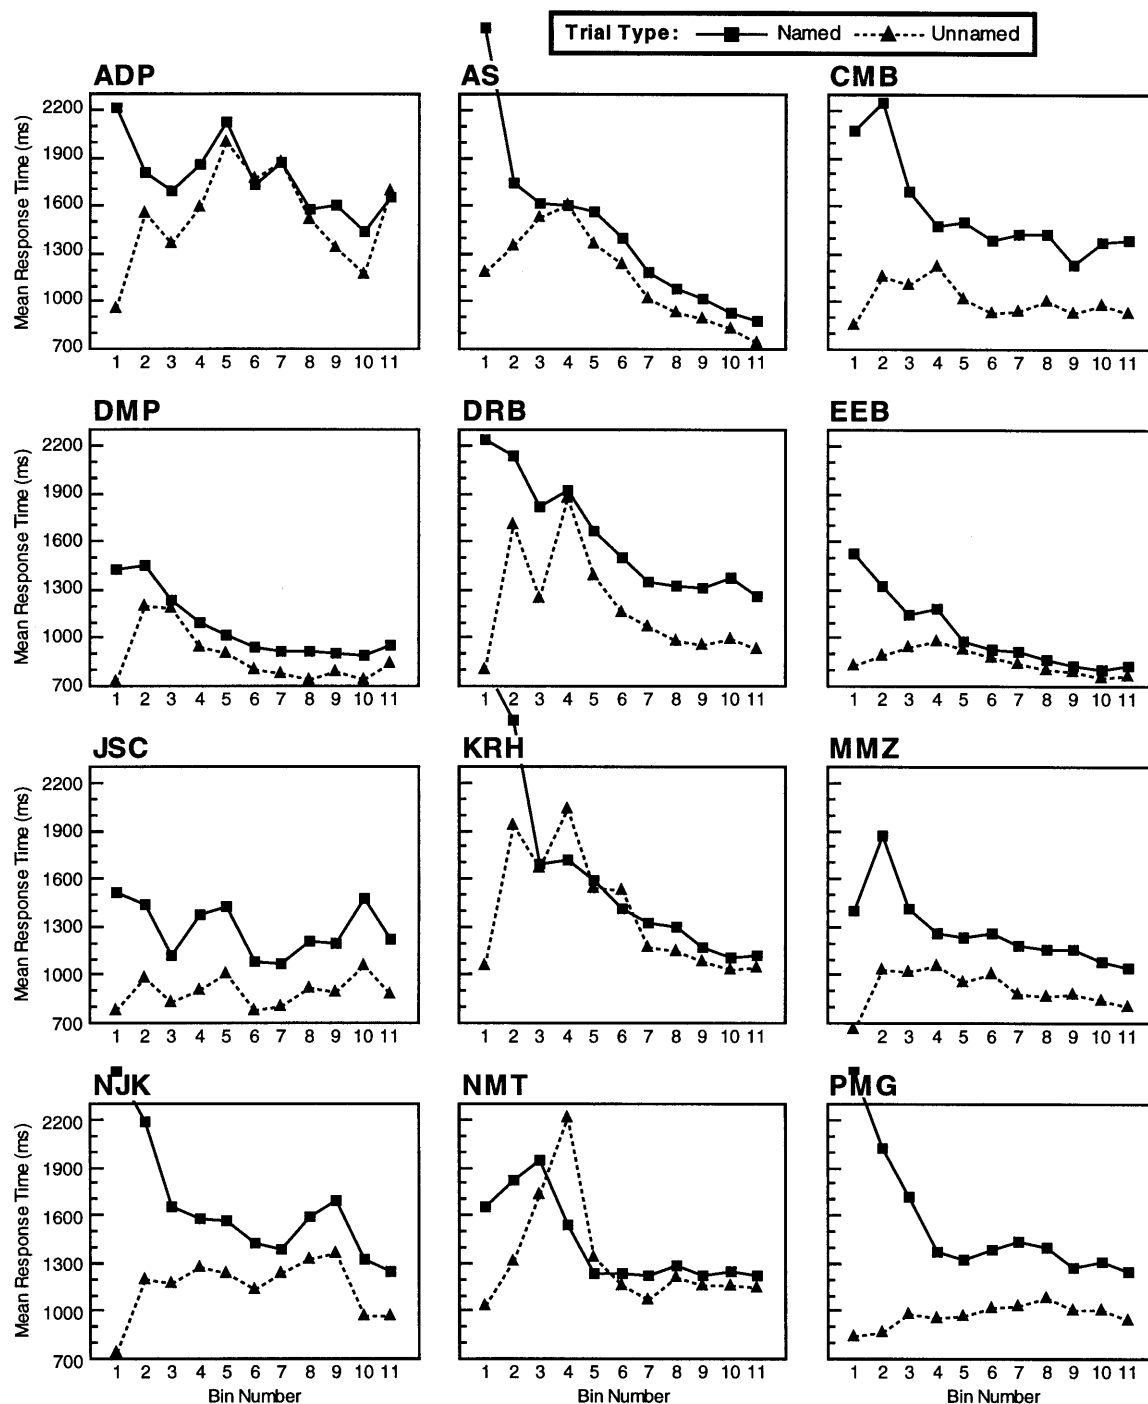 Trial Type: Named Unnamed
ADP AS CMB
Mean Response Time (ms)
2200
1900
1600
1300
1000
700
1 2 3 4 5 6 7 8 9 10 11
1 2 3 4 5 6 7 8 9 10 11
1 2 3 4 5 6 7 8 9 10 11
DMP DRB EEB
Mean Response Time (ms)
2200
1900
1600
1300
1000
700
1 2 3 4 5 6 7 8 9 10 11
1 2 3 4 5 6 7 8 9 10 11
1 2 3 4 5 6 7 8 9 10 11
JSC KRH MMZ
Mean Response Time (ms)
2200
1900
1600
1300
1000
700
1 2 3 4 5 6 7 8 9 10 11
1 2 3 4 5 6 7 8 9 10 11
1 2 3 4 5 6 7 8 9 10 11
NJK NMT PMG
Mean Response Time (ms)
2200
1900
1600
1300
1000
700
1 2 3 4 5 6 7 8 9 10 11
1 2 3 4 5 6 7 8 9 10 11
1 2 3 4 5 6 7 8 9 10 11
Bin Number Bin Number Bin Number